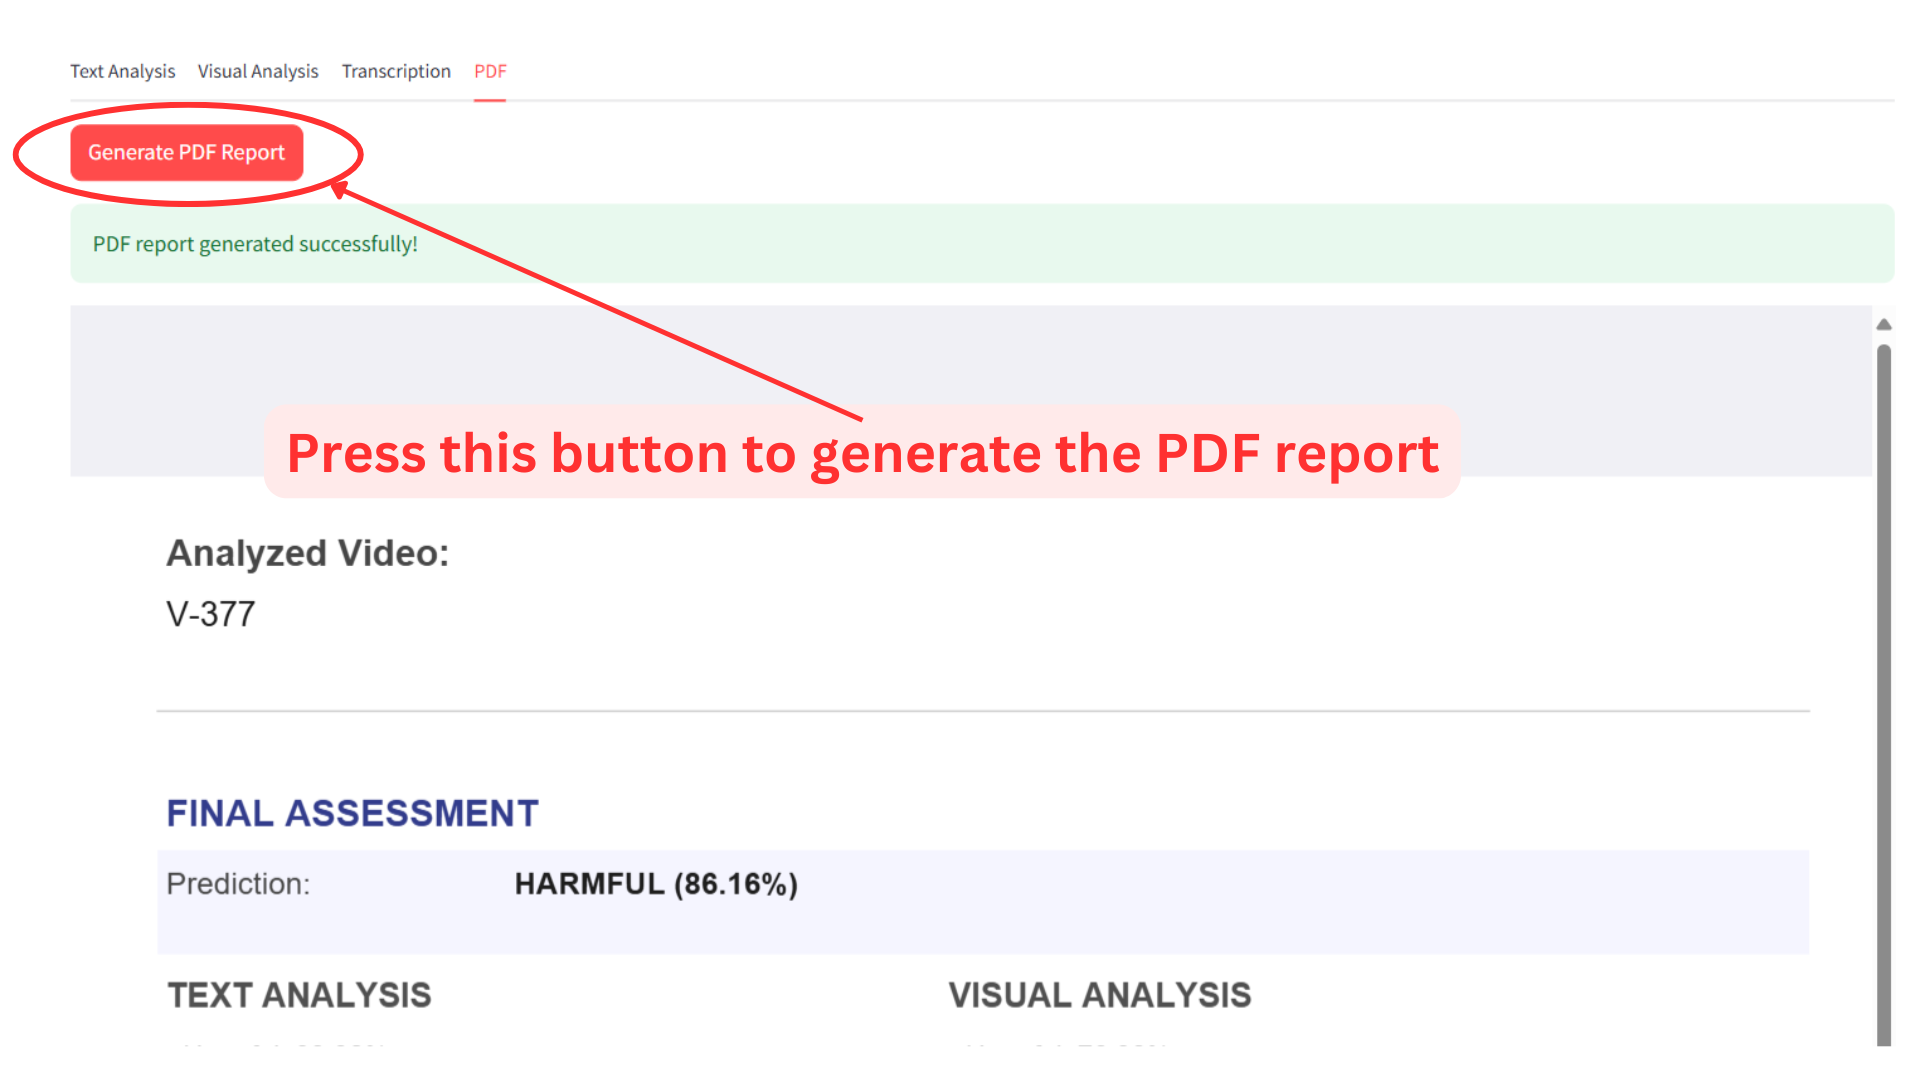 Text Analysis Visual Analysis Transcription PDF
Generate PDF Report
PDF report generated successfully!
Press this button to generate the PDF report
Analyzed Video:
V-377
FINAL ASSESSMENT
Prediction: HARMFUL (86.16%)
TEXT ANALYSIS VISUAL ANALYSIS